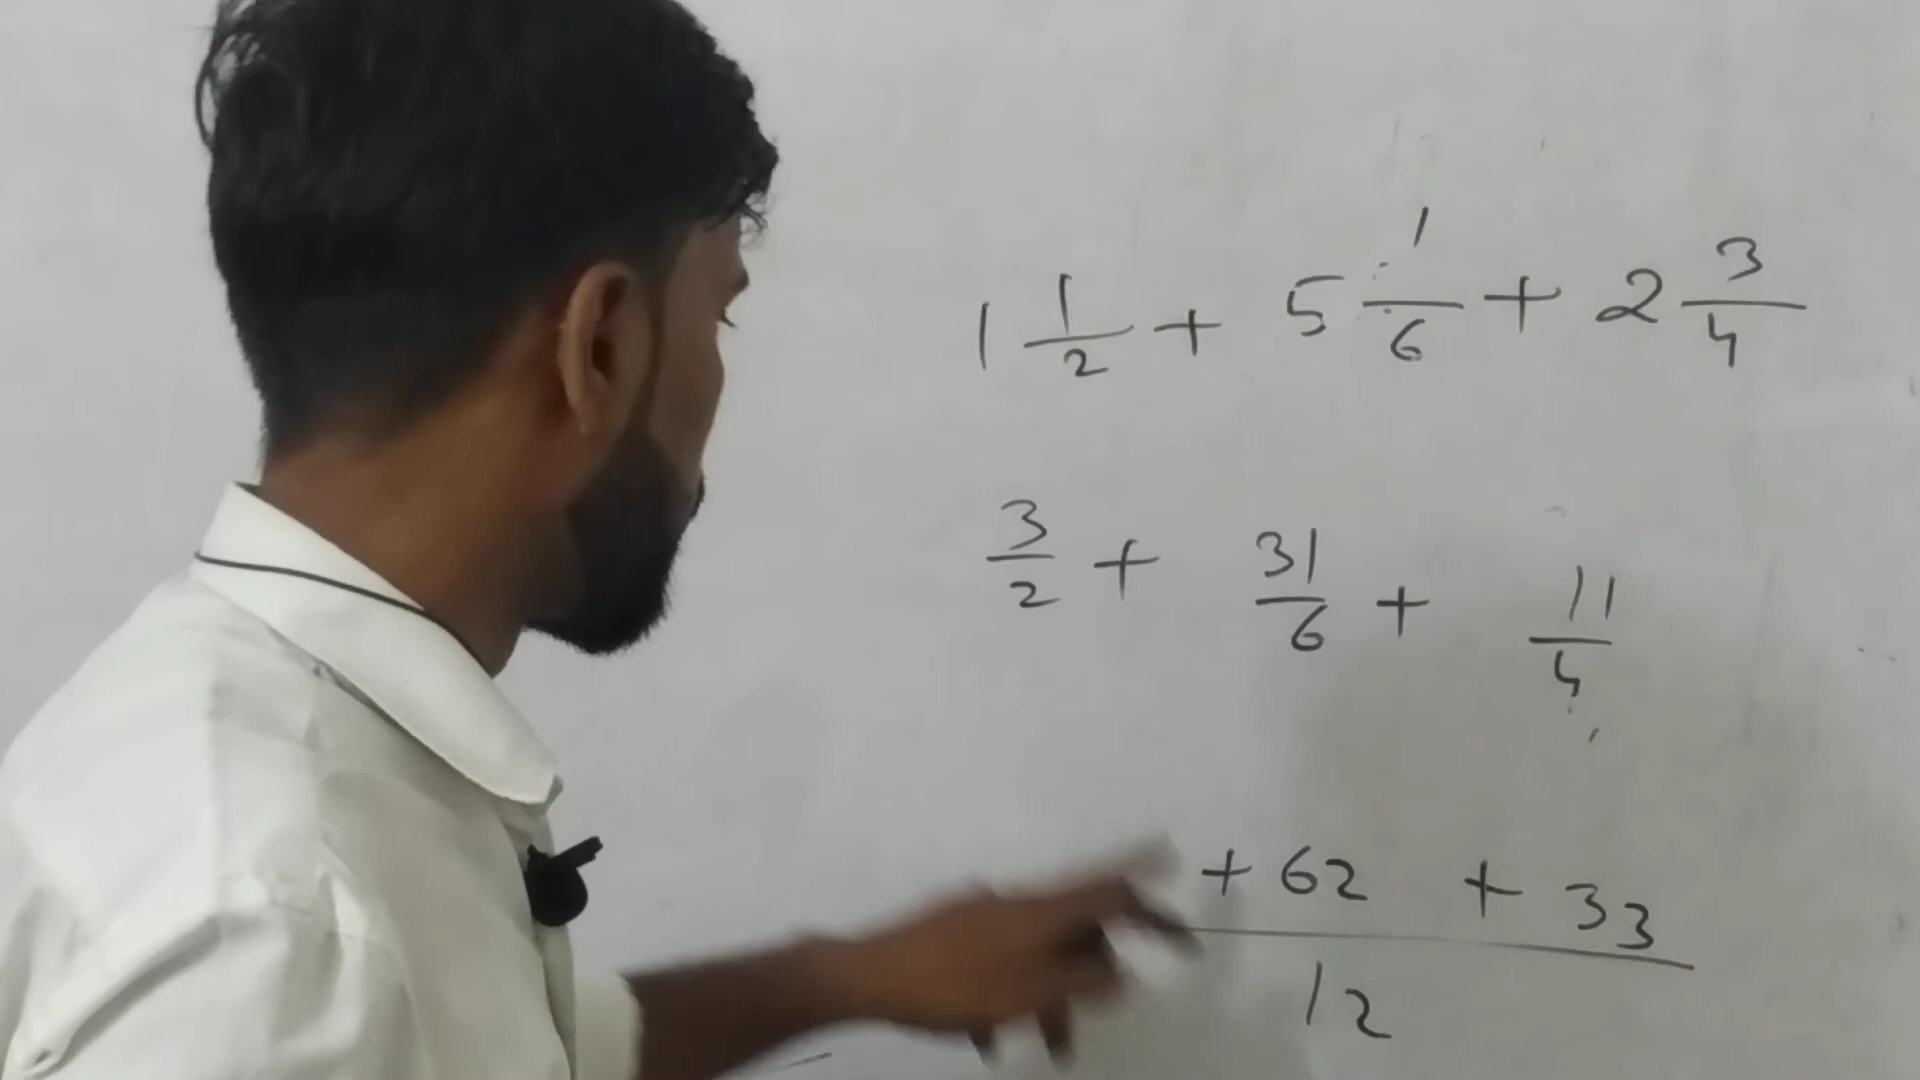 1 1/2 + 5 1/6 + 2 3/4
3/2 + 31/6 + 11/4
+ 62 + 33
12